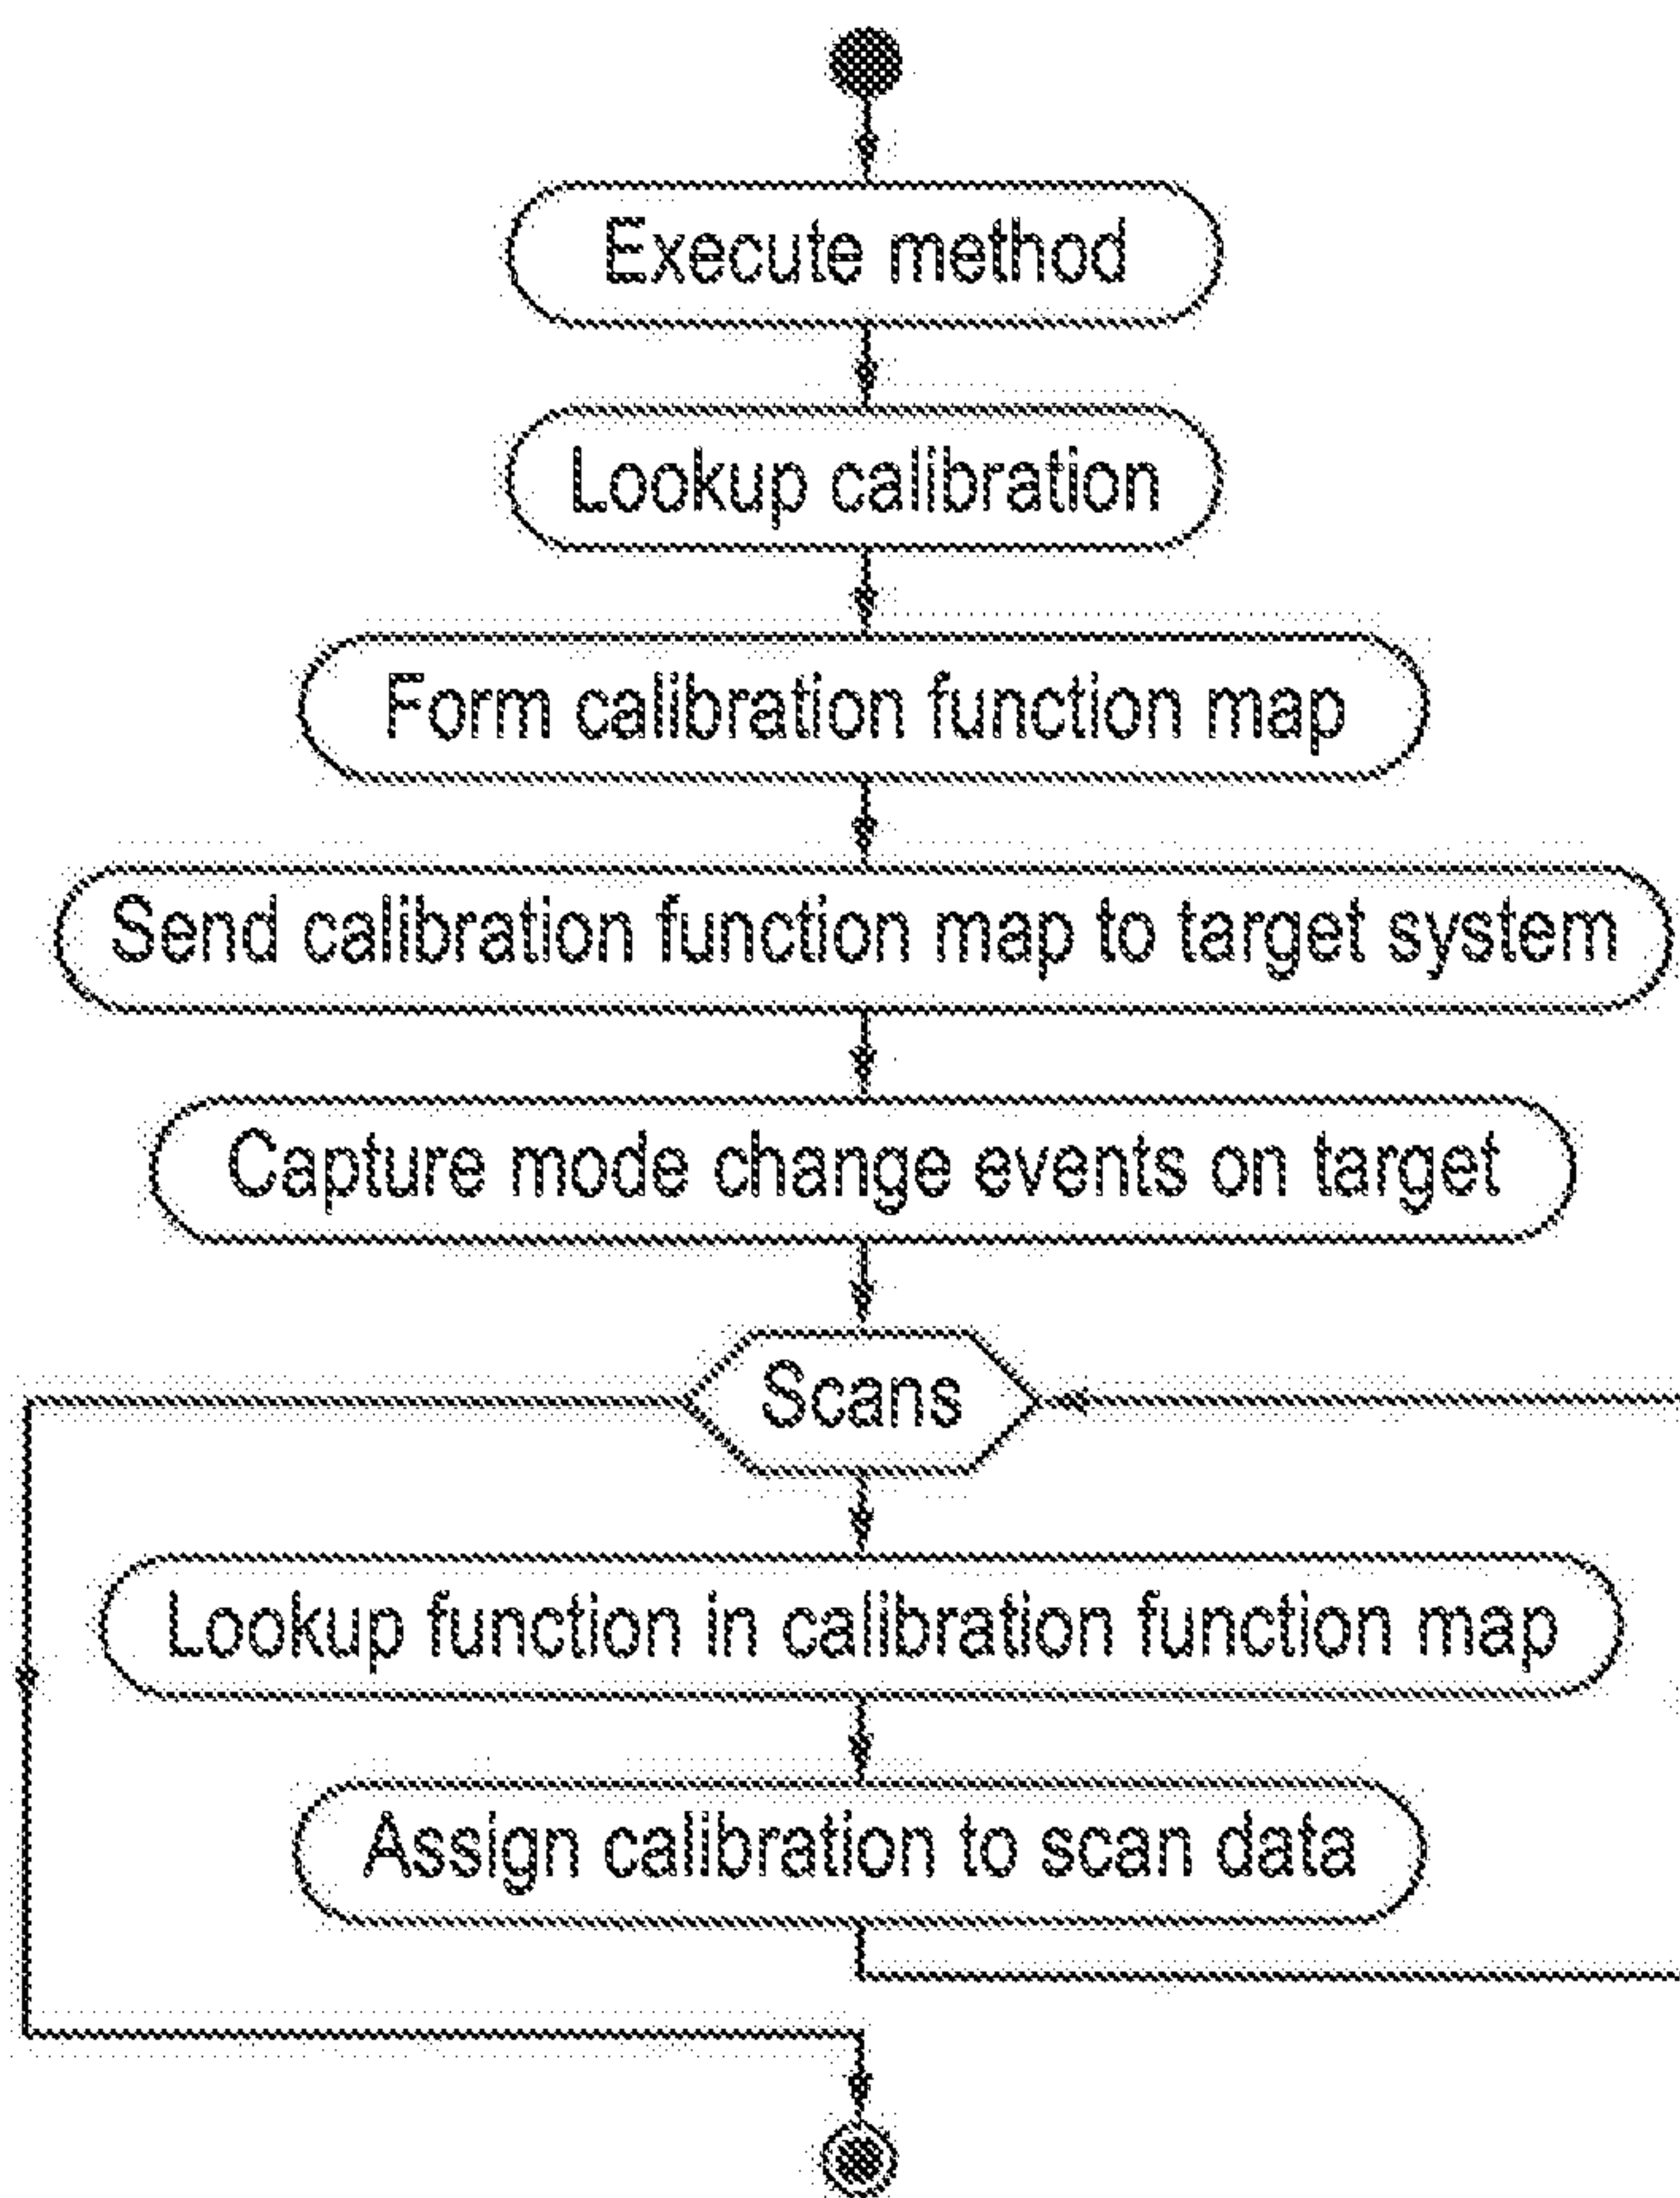 Execute method
Lookup calibration
Form calibration function map
Send calibration function map to target system
Capture mode change events on target
Scans
Lookup function in calibration function map
Assign calibration to scan data